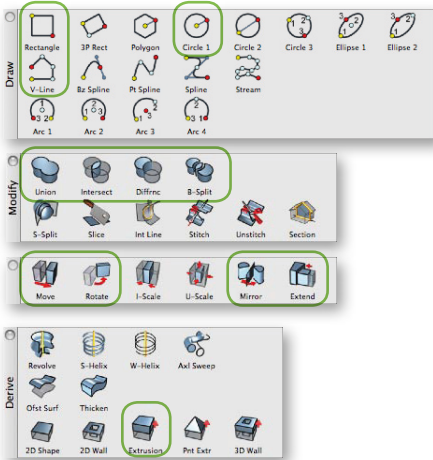 Draw
Rectangle 3P Rect Polygon Circle 1 Circle 2 Circle 3 Ellipse 1 Ellipse 2
V-Line Bz Spline Pt Spline Spline Stream
Arc 1 Arc 2 Arc 3 Arc 4
Modify
Union Intersect Diffrnc B-Split
S-Split Slice Int Line Stitch Unstitch Section
Move Rotate I-Scale U-Scale Mirror Extend
Derive
Revolve S-Helix W-Helix Axl Sweep
Ofst Surf Thicken
2D Shape 2D Wall Extrusion Pnt Extr 3D Wall